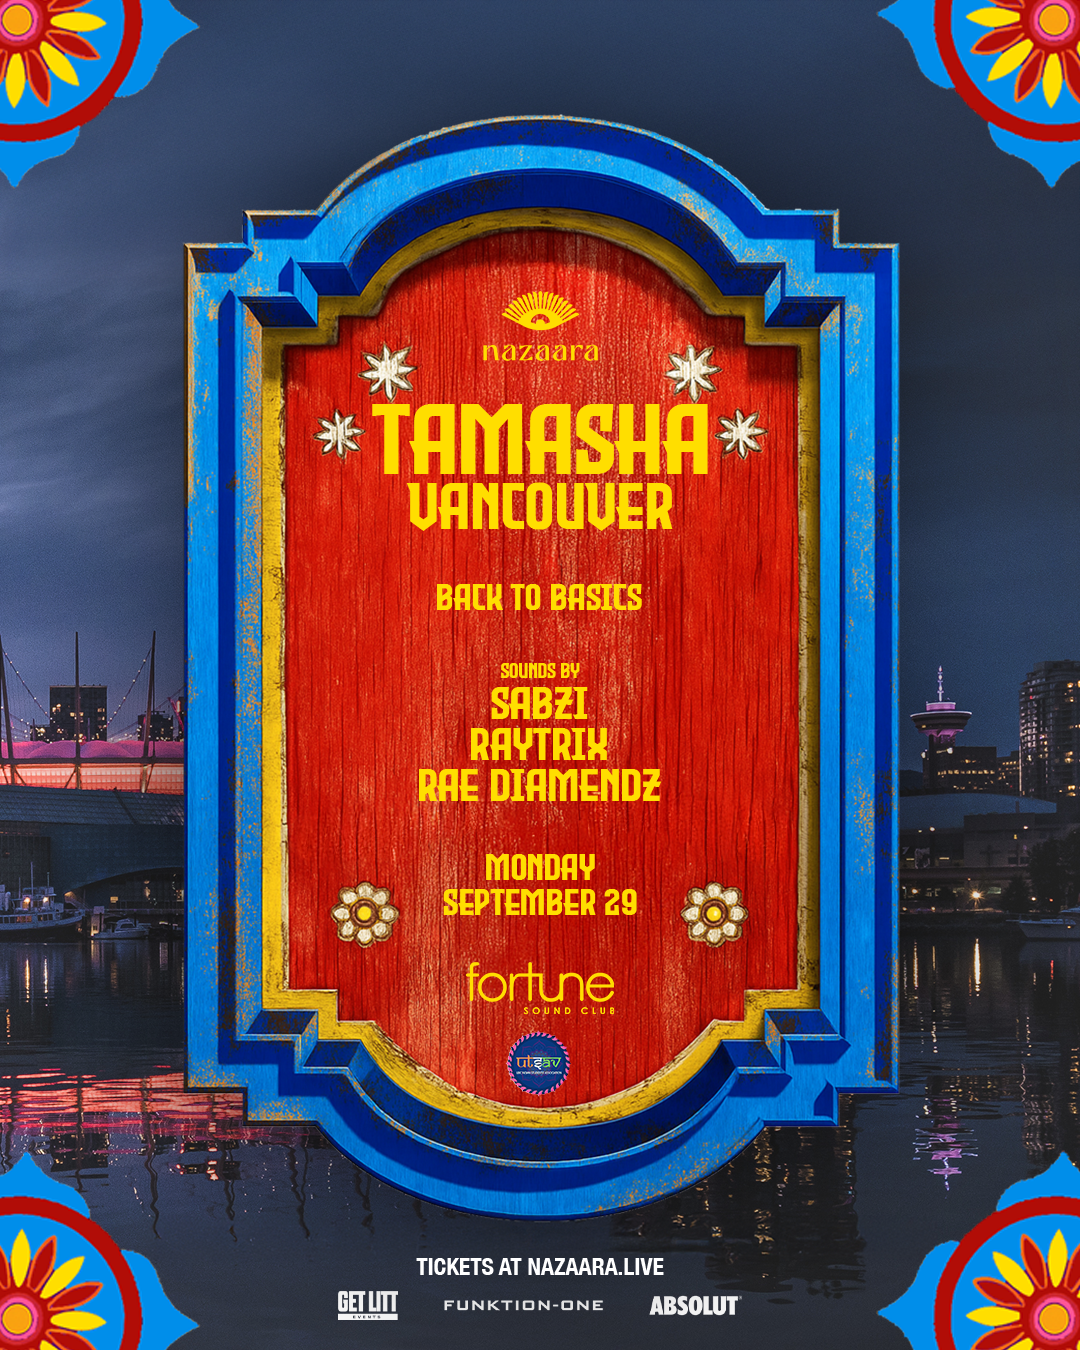 nazaara
TAMASHA
VANCOUVER
BACK TO BASICS
SOUNDS BY
SABZI
RAYTRIX
RAE DIAMENDZ
MONDAY
SEPTEMBER 29
fortune
SOUND CLUB
utsav
TICKETS AT NAZAARA.LIVE
GET LITT
EVENTS
FUNKTION-ONE
ABSOLUT